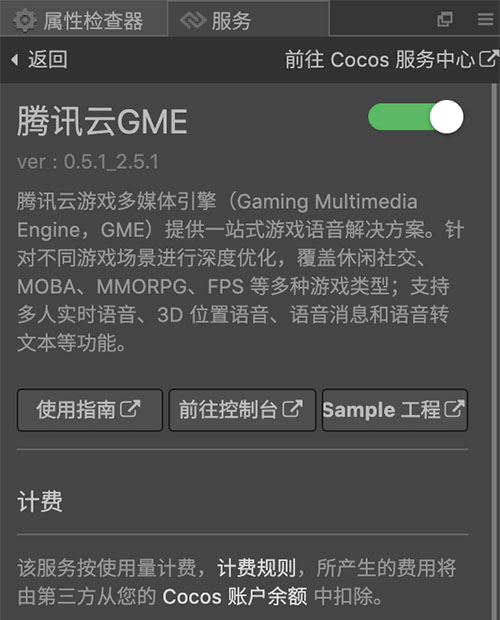 属性检查器 服务
返回 前往 Cocos 服务中心
腾讯云GME
ver : 0.5.1_2.5.1
腾讯云游戏多媒体引擎（Gaming Multimedia
Engine，GME）提供一站式游戏语音解决方案。针
对不同游戏场景进行深度优化，覆盖休闲社交、
MOBA、MMORPG、FPS 等多种游戏类型；支持
多人实时语音、3D 位置语音、语音消息和语音转
文本等功能。
使用指南 前往控制台 Sample 工程
计费
该服务按使用量计费，计费规则，所产生的费用将
由第三方从您的 Cocos 账户余额 中扣除。